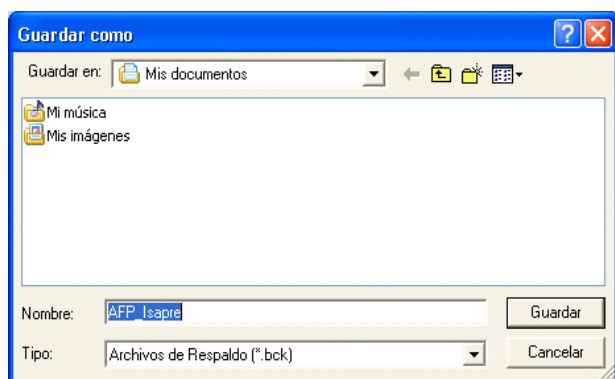 Guardar como
Guardar en: Mis documentos
Mi música
Mis imágenes
Nombre: AFP_Isapre Guardar
Tipo: Archivos de Respaldo (*.bck) Cancelar